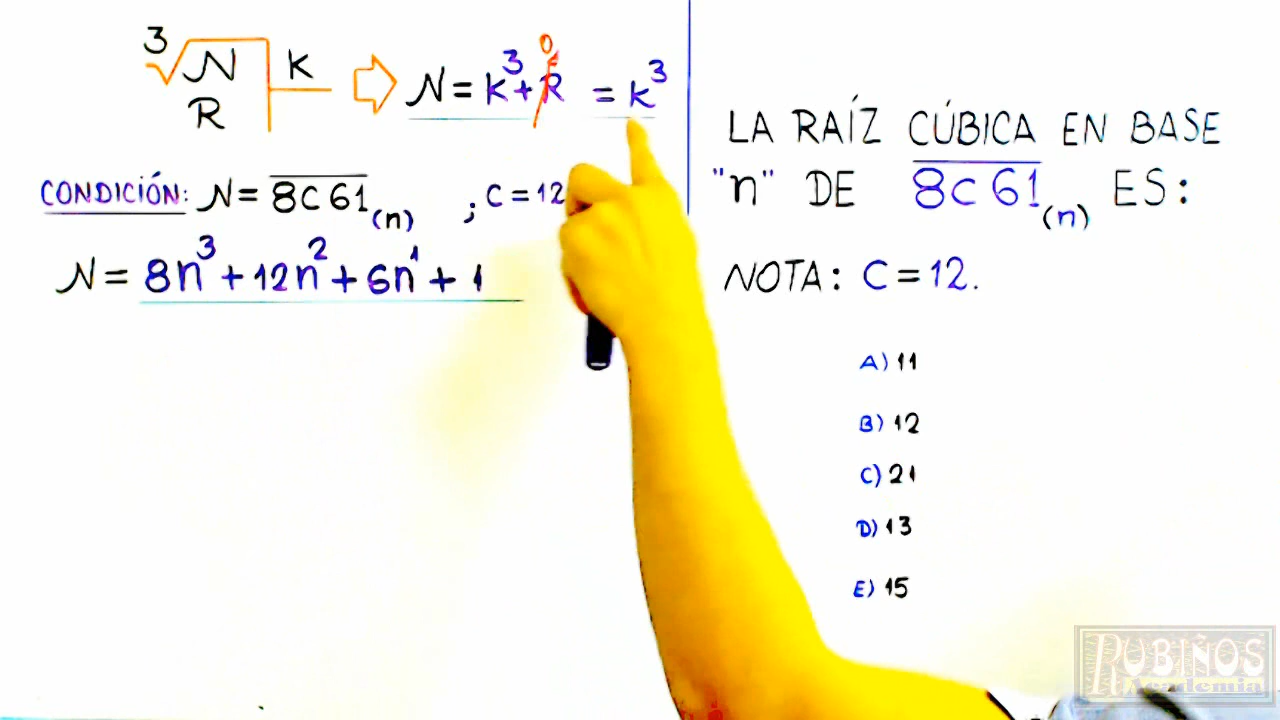 ³√N K ⇨ N = K³ + R⁰ = K³
R
CONDICIÓN: N = 8C61(n) ; C = 12
N = 8n³ + 12n² + 6n¹ + 1
LA RAÍZ CÚBICA EN BASE
"n" DE 8C61(n) ES:
NOTA: C = 12.
A) 11
B) 12
C) 21
D) 13
E) 15
RUBIÑOS
Academia